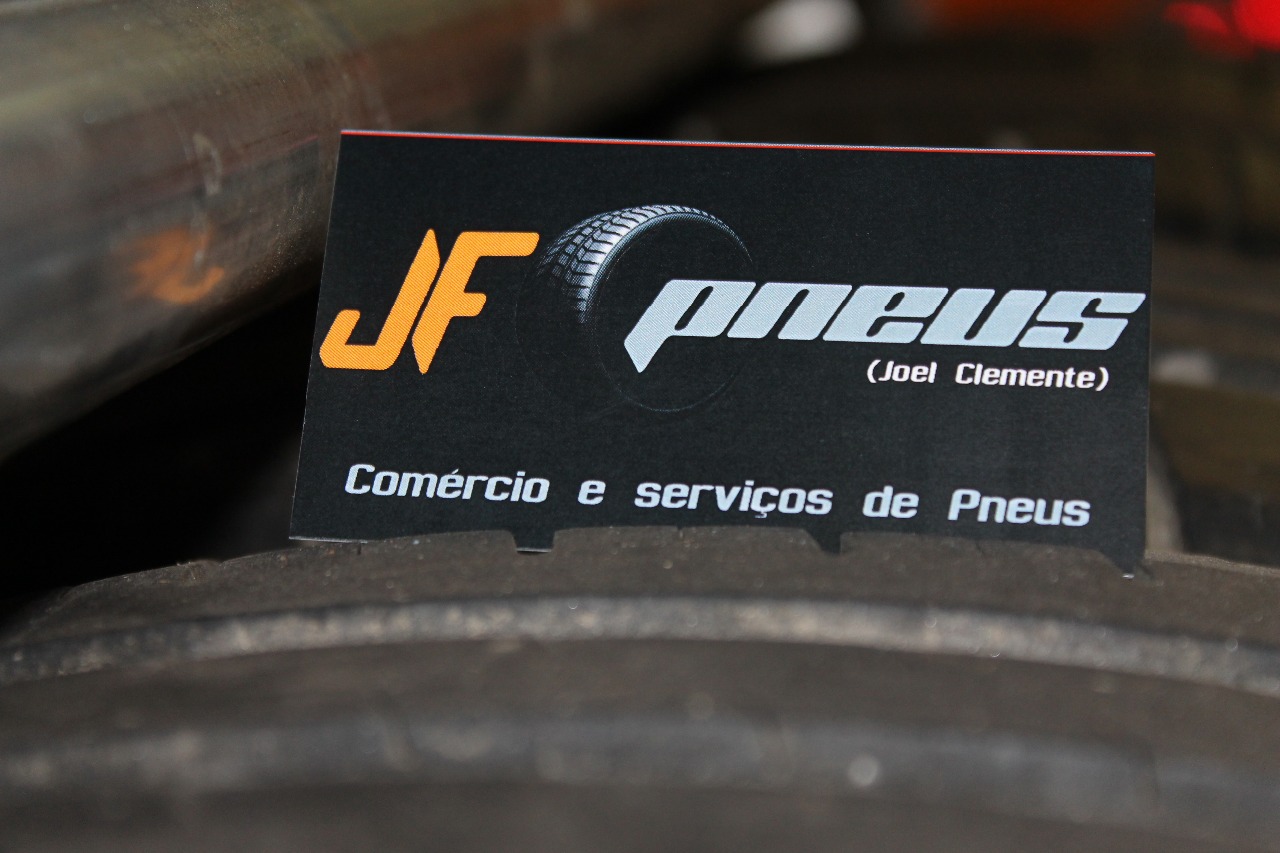 JF pneus
(Joel Clemente)
Comércio e serviços de Pneus